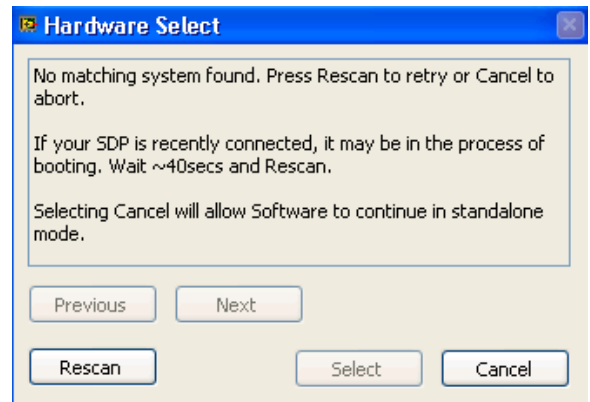 Hardware Select
No matching system found. Press Rescan to retry or Cancel to
abort.
If your SDP is recently connected, it may be in the process of
booting. Wait ~40secs and Rescan.
Selecting Cancel will allow Software to continue in standalone
mode.
Previous Next
Rescan Select Cancel